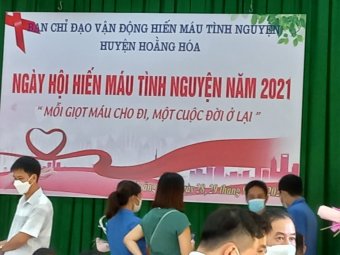 BAN CHỈ ĐẠO VẬN ĐỘNG HIẾN MÁU TÌNH NGUYỆN
HUYỆN HOẰNG HÓA
NGÀY HỘI HIẾN MÁU TÌNH NGUYỆN NĂM 2021
“ MỖI GIỌT MÁU CHO ĐI, MỘT CUỘC ĐỜI Ở LẠI ”